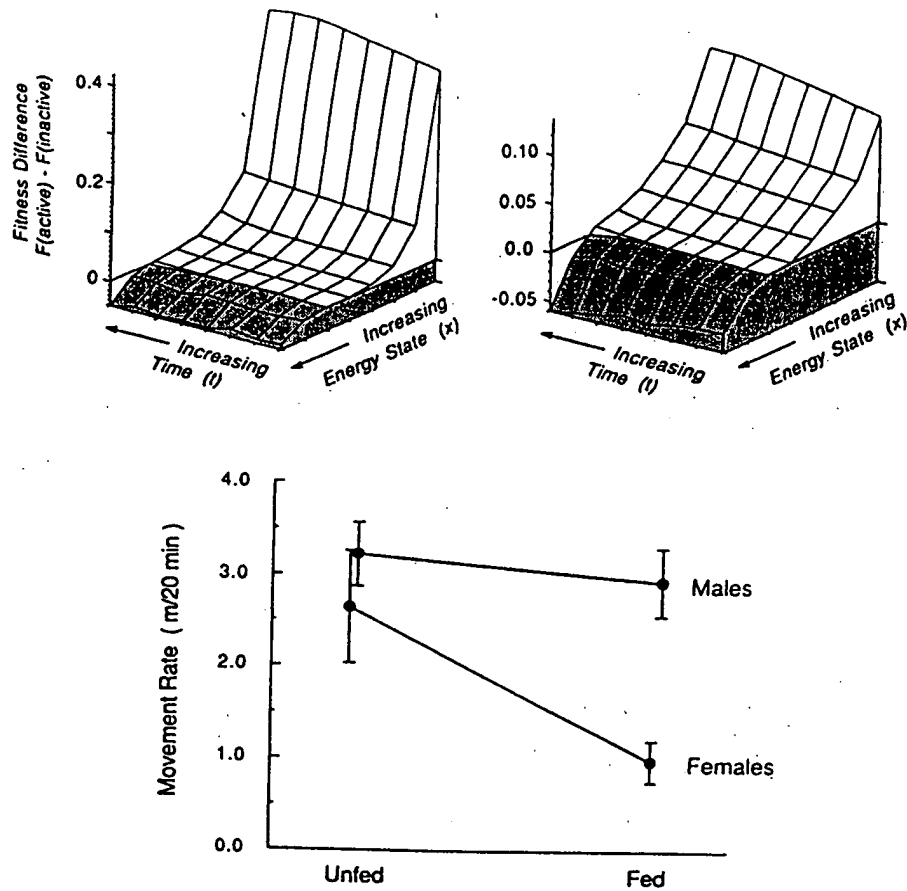 Fitness Difference
F(active) - F(inactive)
0.4
0.2
0
Increasing
Time (t)
Increasing
Energy State (x)
0.10
0.05
0.0
-0.05
Increasing
Time (t)
Increasing
Energy State (x)
Movement Rate ( m/20 min )
4.0
3.0
2.0
1.0
0.0
Males
Females
Unfed
Fed